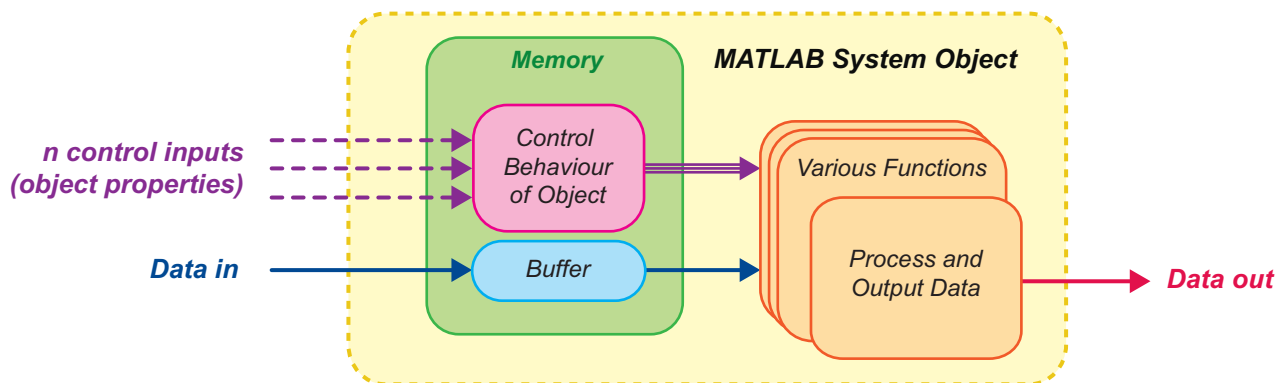 MATLAB System Object
Memory
n control inputs
(object properties)
Control
Behaviour
of Object
Various Functions
Data in
Buffer
Process and
Output Data
Data out